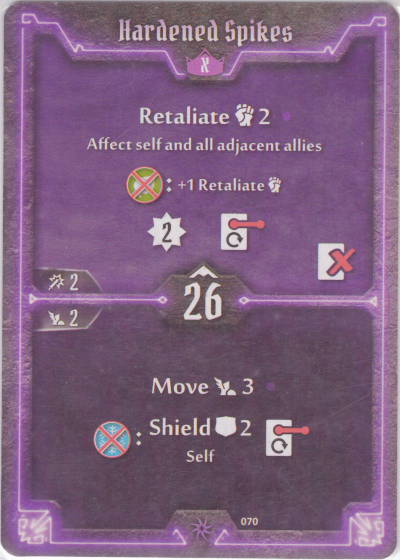 Hardened Spikes
X
Retaliate 2
Affect self and all adjacent allies
: +1 Retaliate
2
2
26
2
Move 3
: Shield 2
Self
070